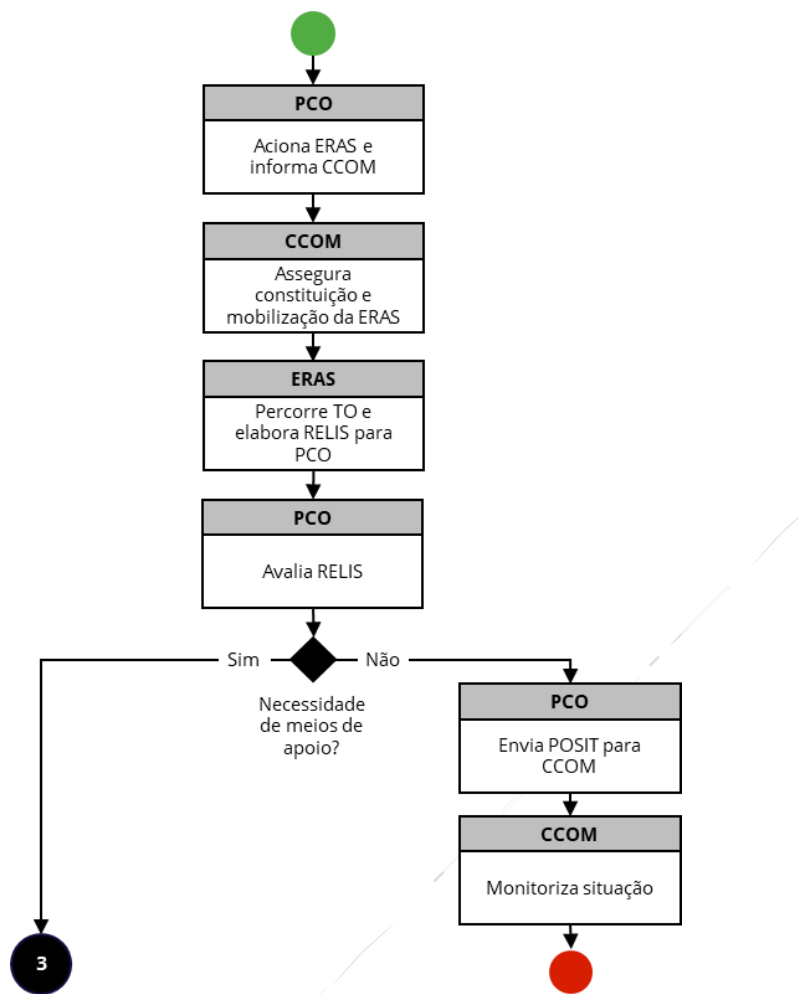 PCO
Aciona ERAS e
informa CCOM
CCOM
Assegura
constituição e
mobilização da ERAS
ERAS
Percorre TO e
elabora RELIS para
PCO
PCO
Avalia RELIS
Sim
Não
Necessidade
de meios de
apoio?
PCO
Envia POSIT para
CCOM
CCOM
Monitoriza situação
3